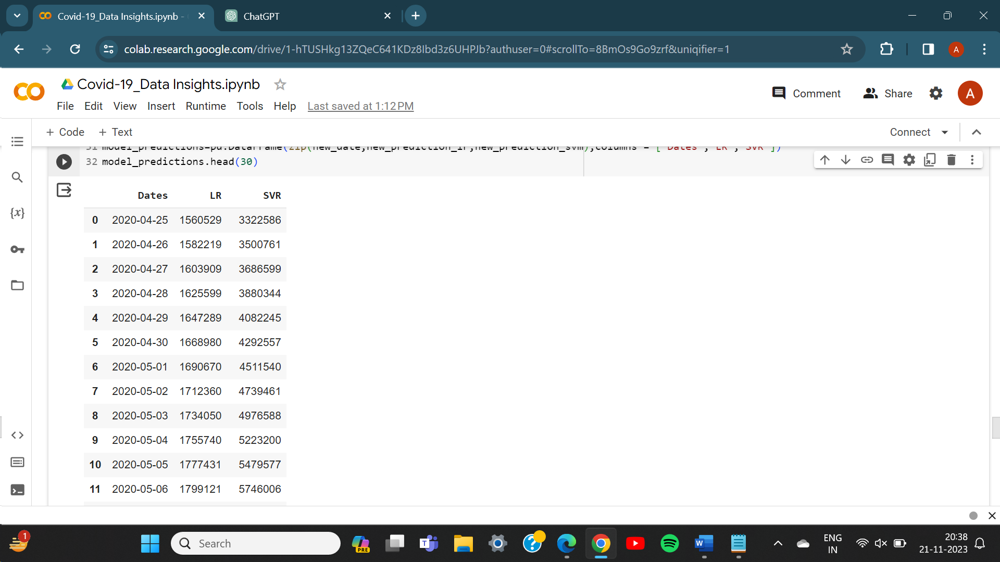 Covid-19_Data Insights.ipynb -
ChatGPT
colab.research.google.com/drive/1-hTUSHkg13ZQeC641KDz8Ibd3z6UHPJb?authuser=0#scrollTo=8BmOs9Go9zrf&uniqifier=1
A
Covid-19_Data Insights.ipynb
File Edit View Insert Runtime Tools Help Last saved at 1:12 PM
Comment Share A
+ Code + Text Connect
31 model_predictions=pd.DataFrame(zip(new_date,new_prediction_lr,new_prediction_svm),columns = ["Dates","LR","SVR"])
32 model_predictions.head(30)
{x}
Dates LR SVR
0 2020-04-25 1560529 3322586
1 2020-04-26 1582219 3500761
2 2020-04-27 1603909 3686599
3 2020-04-28 1625599 3880344
4 2020-04-29 1647289 4082245
5 2020-04-30 1668980 4292557
6 2020-05-01 1690670 4511540
7 2020-05-02 1712360 4739461
8 2020-05-03 1734050 4976588
9 2020-05-04 1755740 5223200
10 2020-05-05 1777431 5479577
11 2020-05-06 1799121 5746006
1
Search
PRE
T
W
ENG
IN
20:38
21-11-2023